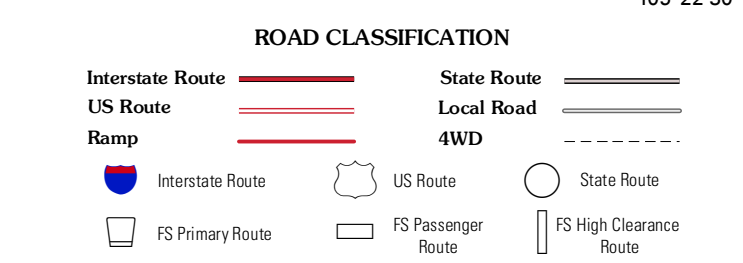 ROAD CLASSIFICATION
Interstate Route
State Route
US Route
Local Road
Ramp
4WD
Interstate Route
US Route
State Route
FS Primary Route
FS Passenger
Route
FS High Clearance
Route